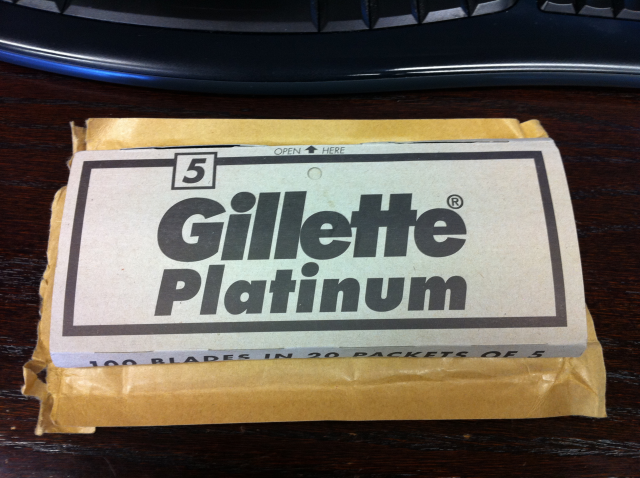 OPEN HERE
5
Gillette®
Platinum
100 BLADES IN 20 PACKETS OF 5